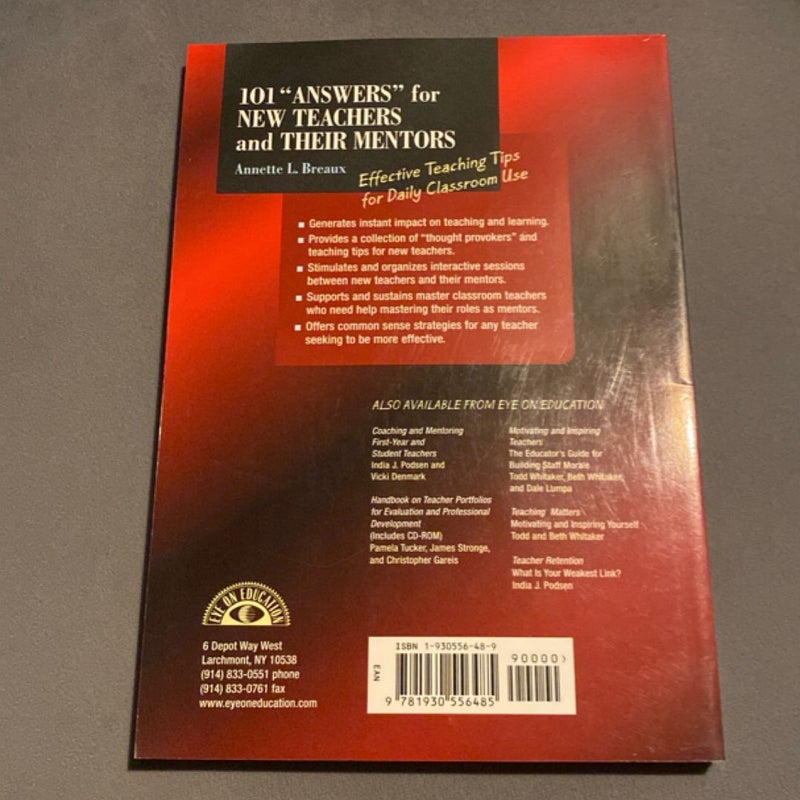 101 “ANSWERS” for
NEW TEACHERS
and THEIR MENTORS
Annette L. Breaux
Effective Teaching Tips
for Daily Classroom Use
■ Generates instant impact on teaching and learning.
■ Provides a collection of “thought provokers” and
teaching tips for new teachers.
■ Stimulates and organizes interactive sessions
between new teachers and their mentors.
■ Supports and sustains master classroom teachers
who need help mastering their roles as mentors.
■ Offers common sense strategies for any teacher
seeking to be more effective.
ALSO AVAILABLE FROM EYE ON EDUCATION
Coaching and Mentoring
First-Year and
Student Teachers
India J. Podsen and
Vicki Denmark
Handbook on Teacher Portfolios
for Evaluation and Professional
Development
(Includes CD-ROM)
Pamela Tucker, James Stronge,
and Christopher Gareis
Motivating and Inspiring
Teachers
The Educator's Guide for
Building Staff Morale
Todd Whitaker, Beth Whitaker,
and Dale Lumpa
Teaching Matters
Motivating and Inspiring Yourself
Todd and Beth Whitaker
Teacher Retention
What Is Your Weakest Link?
India J. Podsen
EYE ON EDUCATION
6 Depot Way West
Larchmont, NY 10538
(914) 833-0551 phone
(914) 833-0761 fax
www.eyeoneducation.com
ISBN 1-930556-48-9
90000>
EAN
9 781930 556485